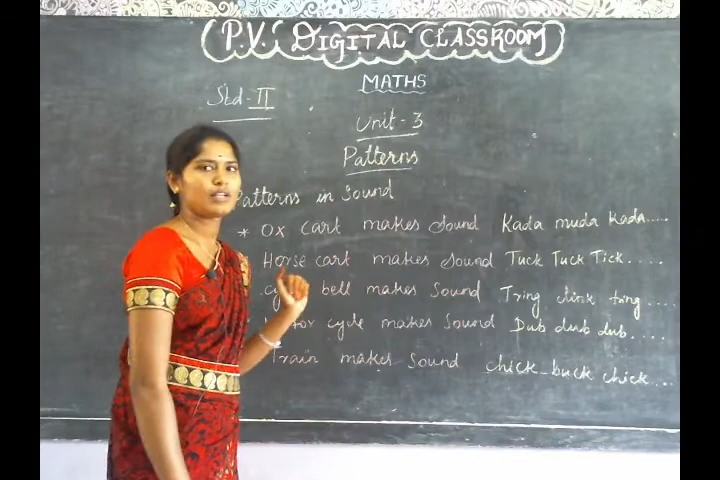 P.V. DIGITAL CLASSROOM
MATHS
Std-II
Unit-3
Patterns
Patterns in Sound
* Ox cart makes Sound Kada muda Kada.....
Horse cart makes Sound Tuck Tuck Tick.....
bell makes Sound Tring tring....
cycle makes Sound Dub dub dub....
Train makes Sound chick-buck chick...